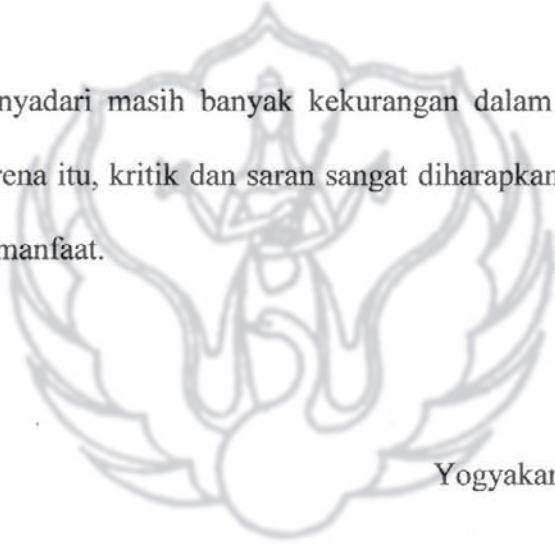 nyadari masih banyak kekurangan dalam
rena itu, kritik dan saran sangat diharapkan
manfaat.
Yogyakar